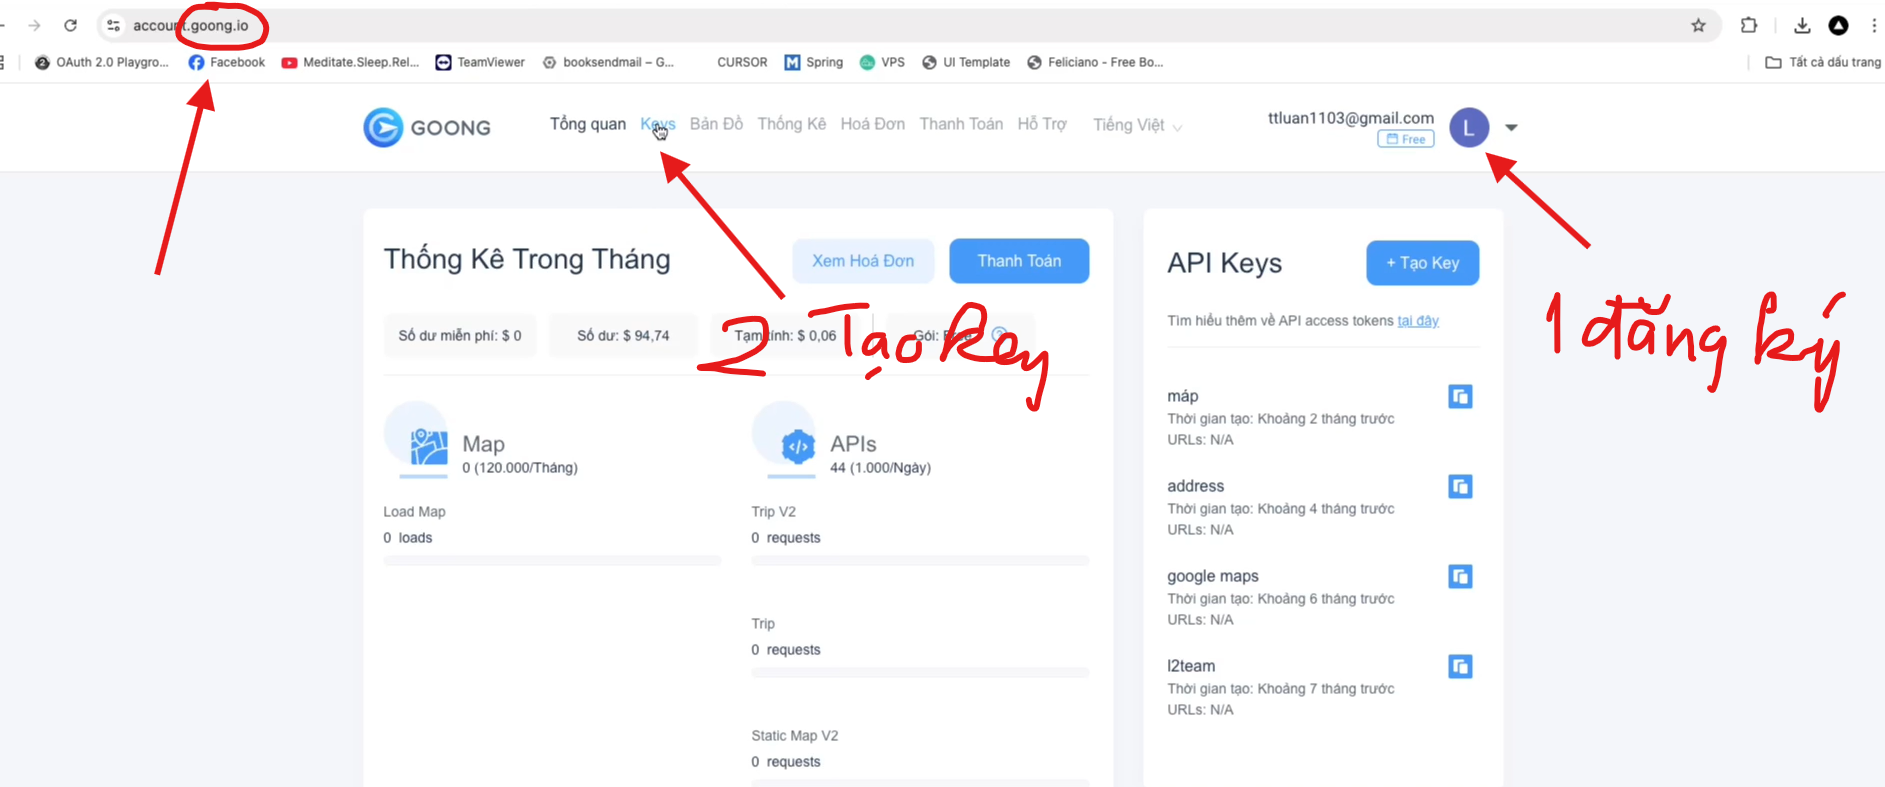 account.goong.io
OAuth 2.0 Playgro... Facebook Meditate.Sleep.Rel... TeamViewer booksendmail – G... CURSOR Spring VPS UI Template Feliciano - Free Bo... Tất cả dấu trang
GOONG Tổng quan Keys Bản Đồ Thống Kê Hoá Đơn Thanh Toán Hỗ Trợ Tiếng Việt ttluan1103@gmail.com L
Free
Thống Kê Trong Tháng Xem Hoá Đơn Thanh Toán
Số dư miễn phí: $ 0 Số dư: $ 94,74 Tạm tính: $ 0,06 Gói: Free
2 Tạo key
Map
0 (120.000/Tháng)
Load Map
0 loads
APIs
44 (1.000/Ngày)
Trip V2
0 requests
Trip
0 requests
Static Map V2
0 requests
API Keys + Tạo Key
Tìm hiểu thêm về API access tokens tại đây
máp
Thời gian tạo: Khoảng 2 tháng trước
URLs: N/A
address
Thời gian tạo: Khoảng 4 tháng trước
URLs: N/A
google maps
Thời gian tạo: Khoảng 6 tháng trước
URLs: N/A
l2team
Thời gian tạo: Khoảng 7 tháng trước
URLs: N/A
1 đăng ký